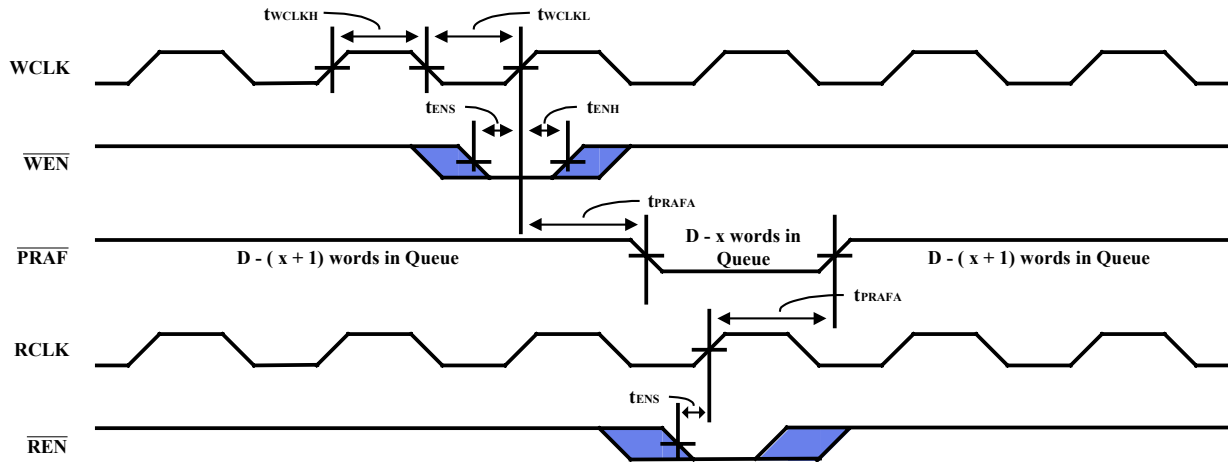 tWCLKH
tWCLKL
WCLK
tENS
tENH
WEN
tPRAFA
PRAF
D - ( x + 1) words in Queue
D - x words in
Queue
D - ( x + 1) words in Queue
tPRAFA
RCLK
tENS
REN